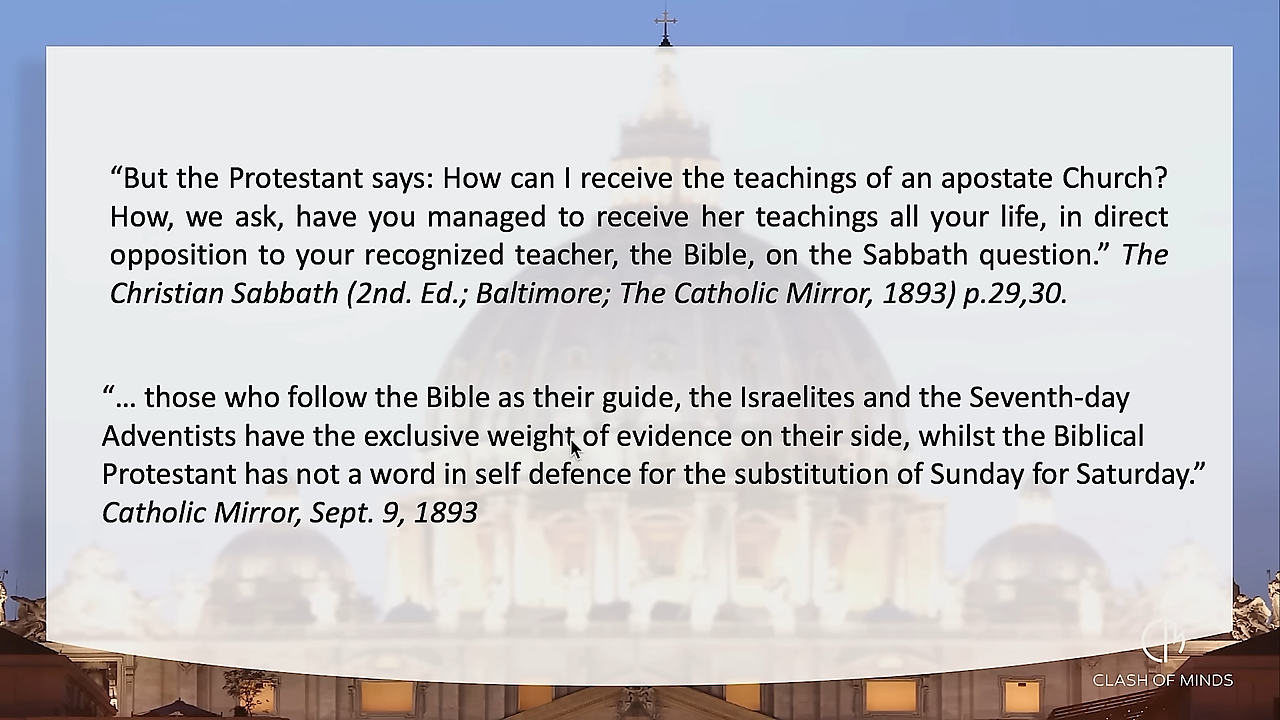 “But the Protestant says: How can I receive the teachings of an apostate Church?
How, we ask, have you managed to receive her teachings all your life, in direct
opposition to your recognized teacher, the Bible, on the Sabbath question.” The
Christian Sabbath (2nd. Ed.; Baltimore; The Catholic Mirror, 1893) p.29,30.
“… those who follow the Bible as their guide, the Israelites and the Seventh-day
Adventists have the exclusive weight of evidence on their side, whilst the Biblical
Protestant has not a word in self defence for the substitution of Sunday for Saturday.”
Catholic Mirror, Sept. 9, 1893
CLASH OF MINDS